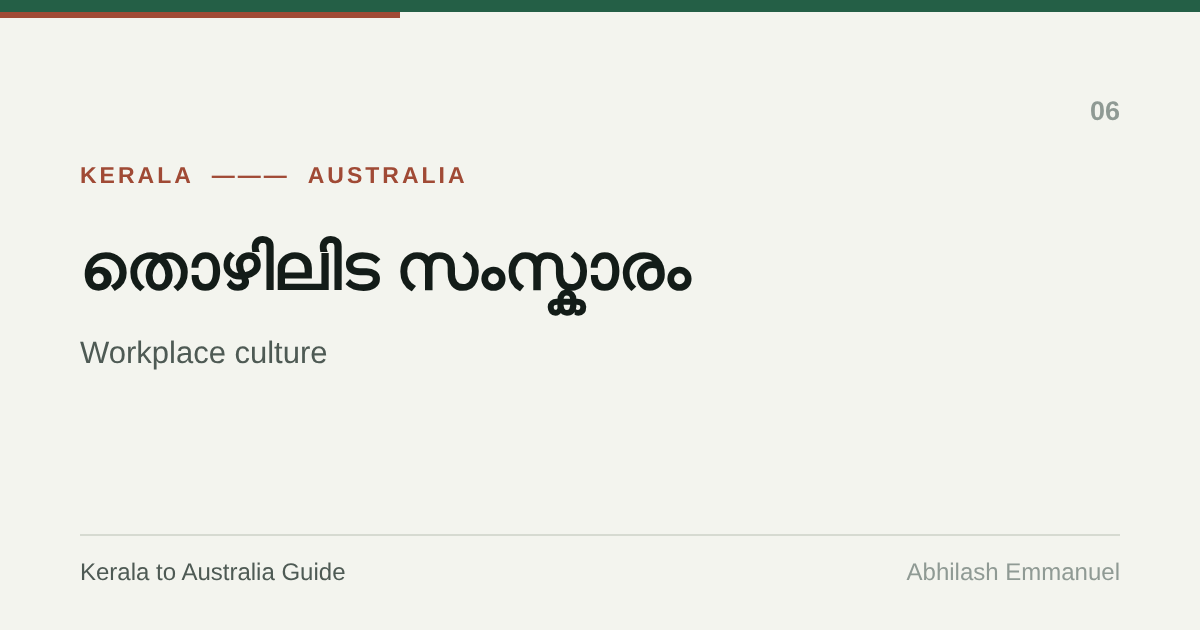 06
KERALA ——— AUSTRALIA
തൊഴിലിട സംസ്കാരം
Workplace culture
Kerala to Australia Guide
Abhilash Emmanuel